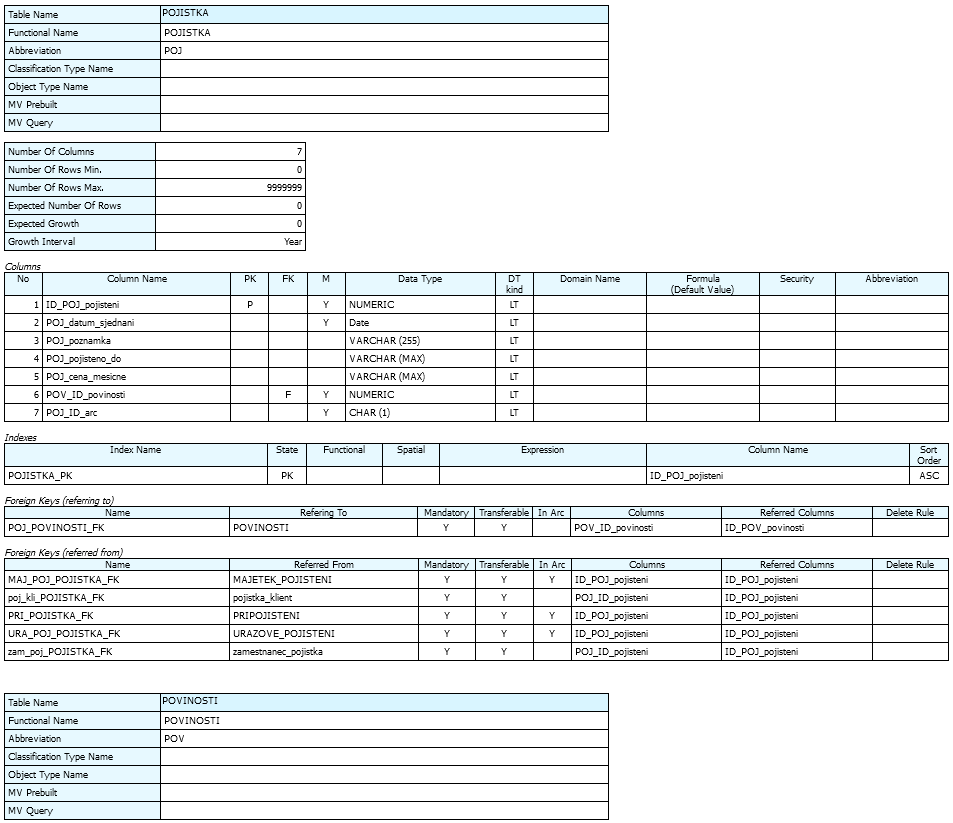 Table Name POJISTKA
Functional Name POJISTKA
Abbreviation POJ
Classification Type Name
Object Type Name
MV Prebuilt
MV Query
Number Of Columns 7
Number Of Rows Min. 0
Number Of Rows Max. 9999999
Expected Number Of Rows 0
Expected Growth 0
Growth Interval Year
Columns
No Column Name PK FK M Data Type DT kind Domain Name Formula (Default Value) Security Abbreviation
1 ID_POJ_pojisteni P Y NUMERIC LT
2 POJ_datum_sjednani Y Date LT
3 POJ_poznamka VARCHAR (255) LT
4 POJ_pojisteno_do VARCHAR (MAX) LT
5 POJ_cena_mesicne VARCHAR (MAX) LT
6 POV_ID_povinosti F Y NUMERIC LT
7 POJ_ID_arc Y CHAR (1) LT
Indexes
Index Name State Functional Spatial Expression Column Name Sort Order
POJISTKA_PK PK ID_POJ_pojisteni ASC
Foreign Keys (referring to)
Name Refering To Mandatory Transferable In Arc Columns Referred Columns Delete Rule
POJ_POVINOSTI_FK POVINOSTI Y Y POV_ID_povinosti ID_POV_povinosti
Foreign Keys (referred from)
Name Referred From Mandatory Transferable In Arc Columns Referred Columns Delete Rule
MAJ_POJ_POJISTKA_FK MAJETEK_POJISTENI Y Y Y ID_POJ_pojisteni ID_POJ_pojisteni
poj_kli_POJISTKA_FK pojistka_klient Y Y POJ_ID_pojisteni ID_POJ_pojisteni
PRI_POJISTKA_FK PRIPOJISTENI Y Y Y ID_POJ_pojisteni ID_POJ_pojisteni
URA_POJ_POJISTKA_FK URAZOVE_POJISTENI Y Y Y ID_POJ_pojisteni ID_POJ_pojisteni
zam_poj_POJISTKA_FK zamestnanec_pojistka Y Y POJ_ID_pojisteni ID_POJ_pojisteni
Table Name POVINOSTI
Functional Name POVINOSTI
Abbreviation POV
Classification Type Name
Object Type Name
MV Prebuilt
MV Query